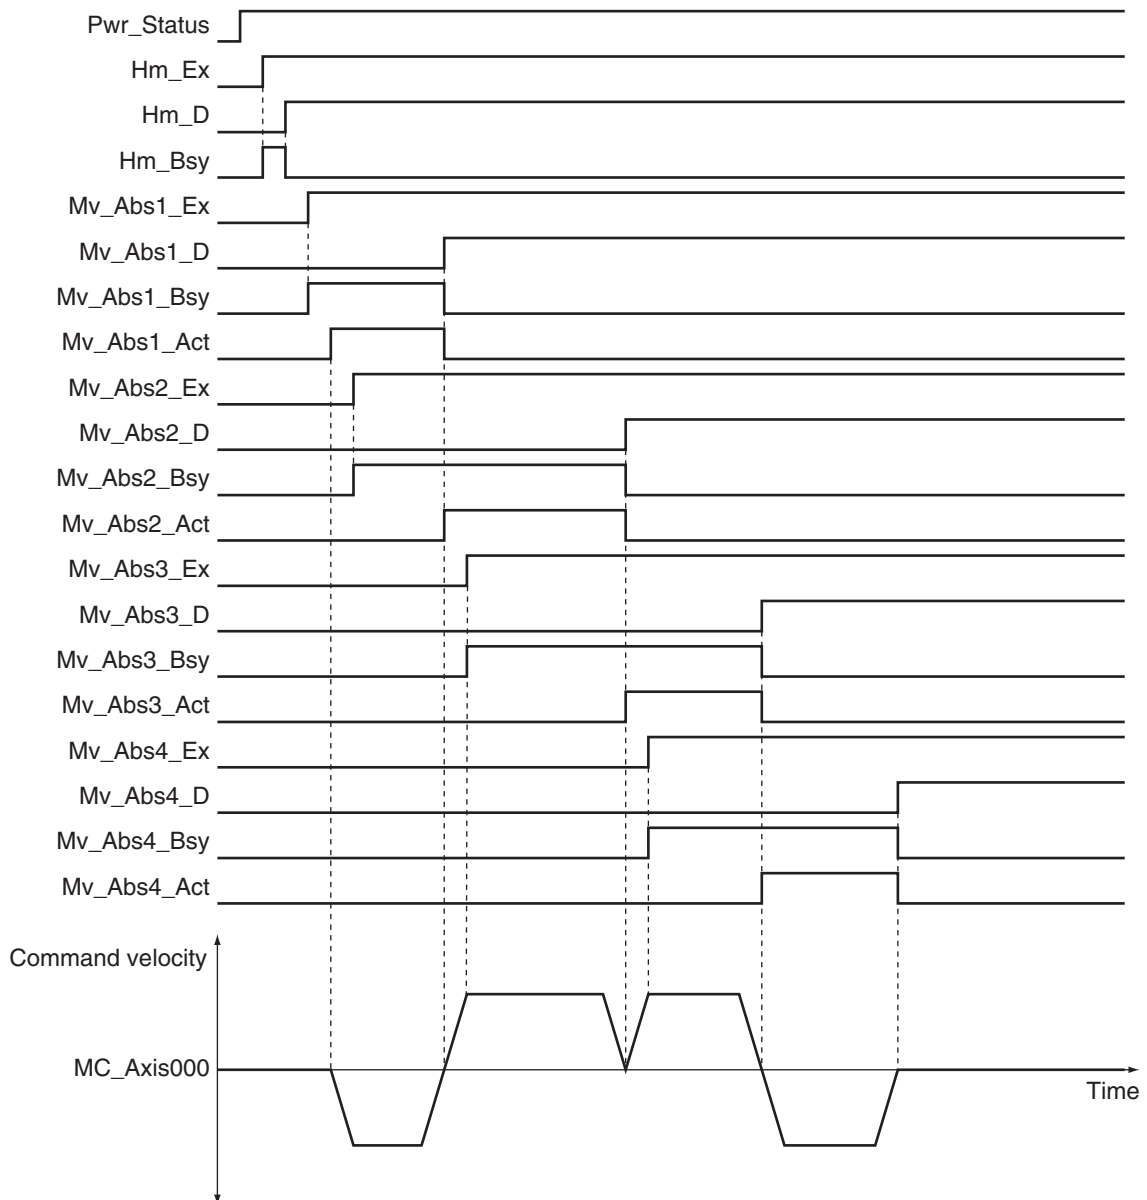 Pwr_Status
Hm_Ex
Hm_D
Hm_Bsy
Mv_Abs1_Ex
Mv_Abs1_D
Mv_Abs1_Bsy
Mv_Abs1_Act
Mv_Abs2_Ex
Mv_Abs2_D
Mv_Abs2_Bsy
Mv_Abs2_Act
Mv_Abs3_Ex
Mv_Abs3_D
Mv_Abs3_Bsy
Mv_Abs3_Act
Mv_Abs4_Ex
Mv_Abs4_D
Mv_Abs4_Bsy
Mv_Abs4_Act
Command velocity
MC_Axis000
Time